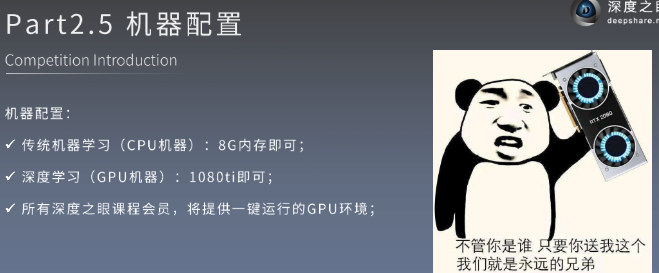 Part2.5 机器配置
深度之眼
deepshare.n
Competition Introduction
机器配置：
✓ 传统机器学习（CPU机器）：8G内存即可；
✓ 深度学习（GPU机器）：1080ti即可；
✓ 所有深度之眼课程会员，将提供一键运行的GPU环境；
RTX 2080
不管你是谁 只要你送我这个
我们就是永远的兄弟